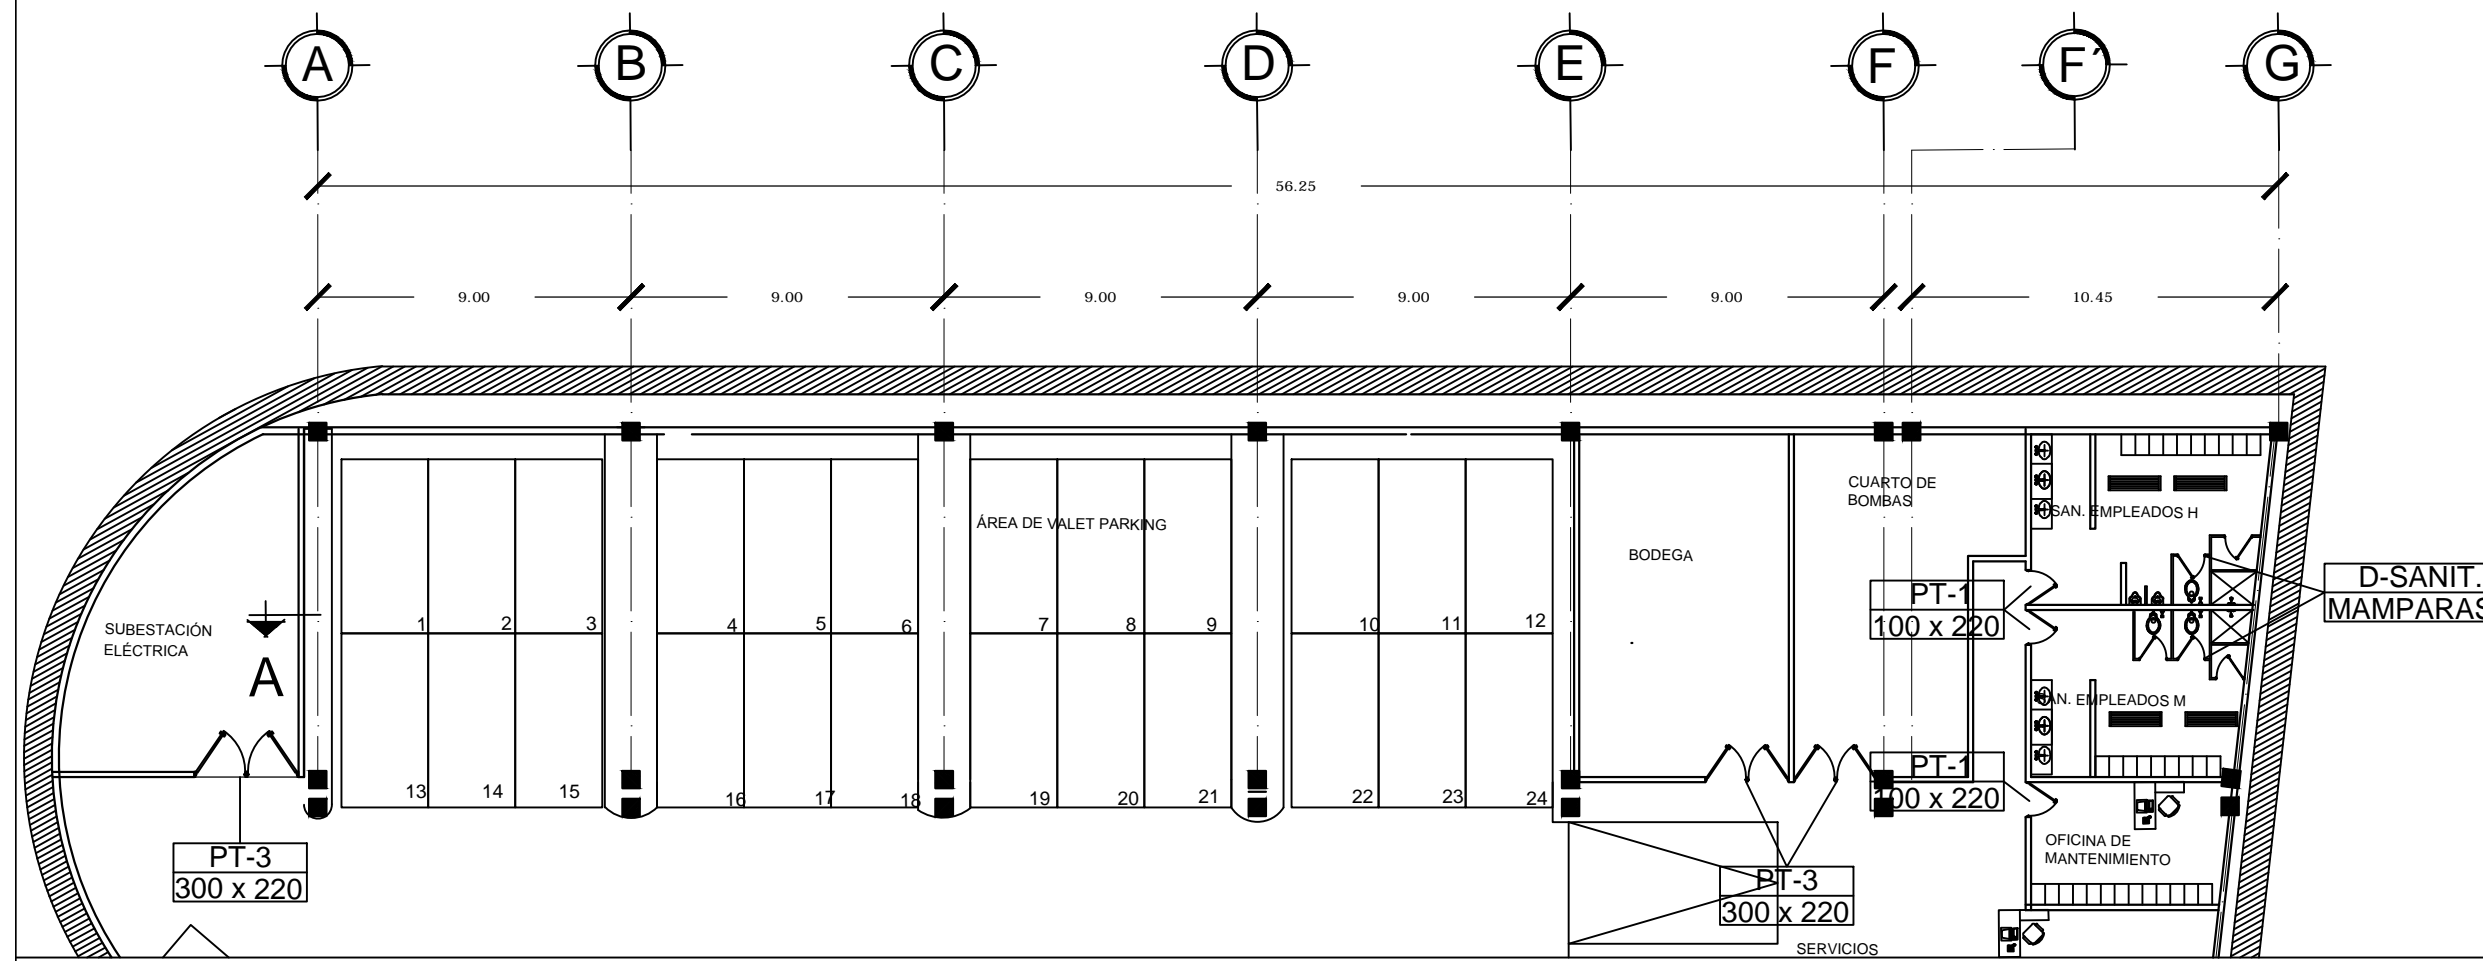 A B C D E F F´ G
56.25
9.00 9.00 9.00 9.00 9.00 10.45
CUARTO DE
BOMBAS
SAN. EMPLEADOS H
ÁREA DE VALET PARKING
BODEGA
D-SANIT.
MAMPARAS
PT-1
100 x 220
SUBESTACIÓN
ELÉCTRICA
1 2 3 4 5 6 7 8 9 10 11 12
A
SAN. EMPLEADOS M
PT-1
100 x 220
13 14 15 16 17 18 19 20 21 22 23 24
OFICINA DE
MANTENIMIENTO
PT-3
300 x 220
PT-3
300 x 220
SERVICIOS